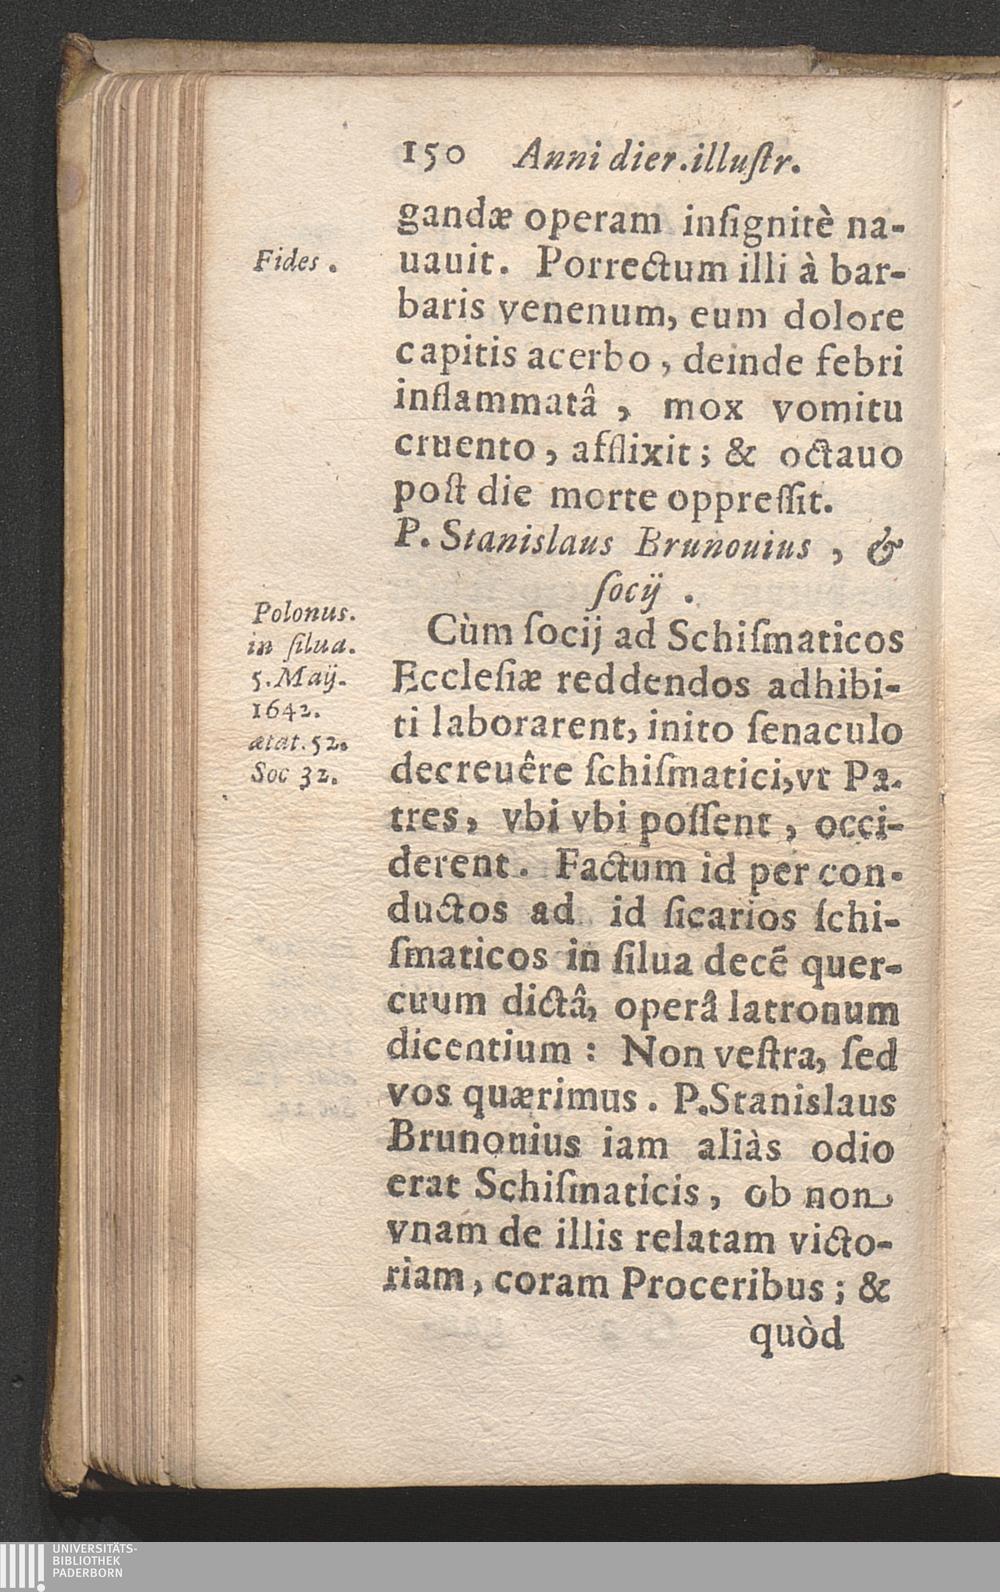 150 Anni dier.illuſtr.
gandæ operam inſignitè na-
Fides.
uauit. Porrectum illi à bar-
baris venenum, eum dolore
capitis acerbo, deinde febri
inflammatâ, mox vomitu
cruento, afflixit; & octauo
poſt die morte oppreſſit.
P. Stanislaus Brunouius, &
ſocij.
Polonus.
in ſilua.
5. Maij.
1642.
ætat. 52.
Soc 32.
Cùm ſocij ad Schiſmaticos
Eccleſiæ reddendos adhibi-
ti laborarent, inito ſenaculo
decreuêre ſchiſmatici, vt Pa-
tres, vbi vbi poſſent, occi-
derent. Factum id per con-
ductos ad id ſicarios ſchi-
ſmaticos in ſilua decē quer-
cuum dictâ, operâ latronum
dicentium: Non veſtra, ſed
vos quærimus. P.Stanislaus
Brunouius iam aliàs odio
erat Schiſmaticis, ob non
vnam de illis relatam victo-
riam, coram Proceribus; &
quòd
UNIVERSITÄTS-
BIBLIOTHEK
PADERBORN